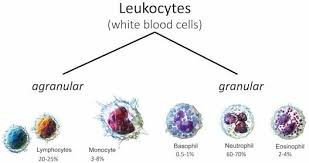 Leukocytes
(white blood cells)
agranular
granular
Lymphocytes
20-25%
Monocyte
3-8%
Basophil
0.5-1%
Neutrophil
60-70%
Eosinophil
2-4%